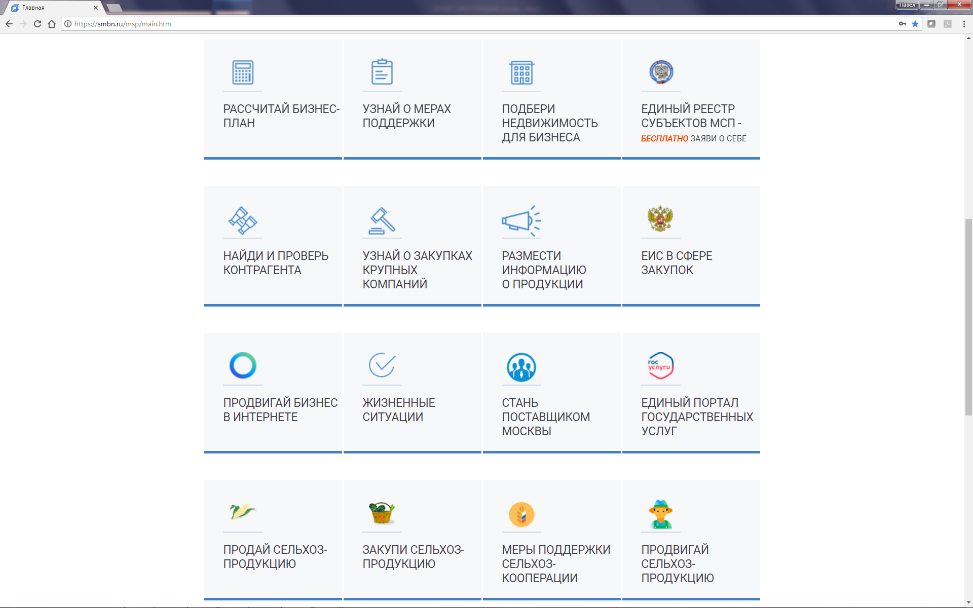 Главная
Павел
https://smbn.ru/msp/main.htm
РАССЧИТАЙ БИЗНЕС-
ПЛАН
УЗНАЙ О МЕРАХ
ПОДДЕРЖКИ
ПОДБЕРИ
НЕДВИЖИМОСТЬ
ДЛЯ БИЗНЕСА
ЕДИНЫЙ РЕЕСТР
СУБЪЕКТОВ МСП -
БЕСПЛАТНО ЗАЯВИ О СЕБЕ
НАЙДИ И ПРОВЕРЬ
КОНТРАГЕНТА
УЗНАЙ О ЗАКУПКАХ
КРУПНЫХ
КОМПАНИЙ
РАЗМЕСТИ
ИНФОРМАЦИЮ
О ПРОДУКЦИИ
ЕИС В СФЕРЕ
ЗАКУПОК
ПРОДВИГАЙ БИЗНЕС
В ИНТЕРНЕТЕ
ЖИЗНЕННЫЕ
СИТУАЦИИ
СТАНЬ
ПОСТАВЩИКОМ
МОСКВЫ
гос
услуги
ЕДИНЫЙ ПОРТАЛ
ГОСУДАРСТВЕННЫХ
УСЛУГ
ПРОДАЙ СЕЛЬХОЗ-
ПРОДУКЦИЮ
ЗАКУПИ СЕЛЬХОЗ-
ПРОДУКЦИЮ
МЕРЫ ПОДДЕРЖКИ
СЕЛЬХОЗ-
КООПЕРАЦИИ
ПРОДВИГАЙ
СЕЛЬХОЗ-
ПРОДУКЦИЮ